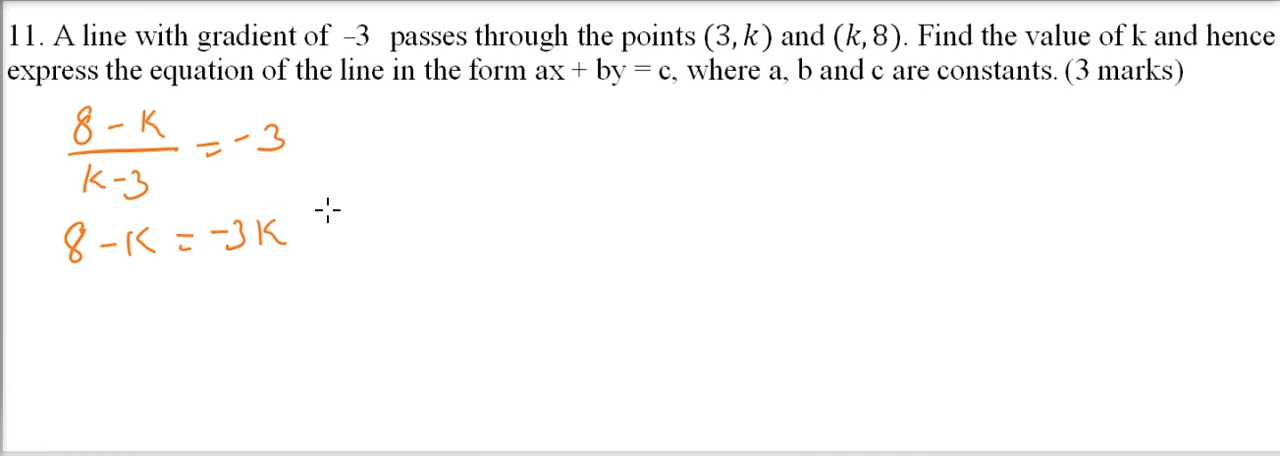 11. A line with gradient of -3 passes through the points (3, k) and (k, 8). Find the value of k and hence
express the equation of the line in the form ax + by = c, where a, b and c are constants. (3 marks)
8 - K
——— = -3
K - 3
8 - K = -3K